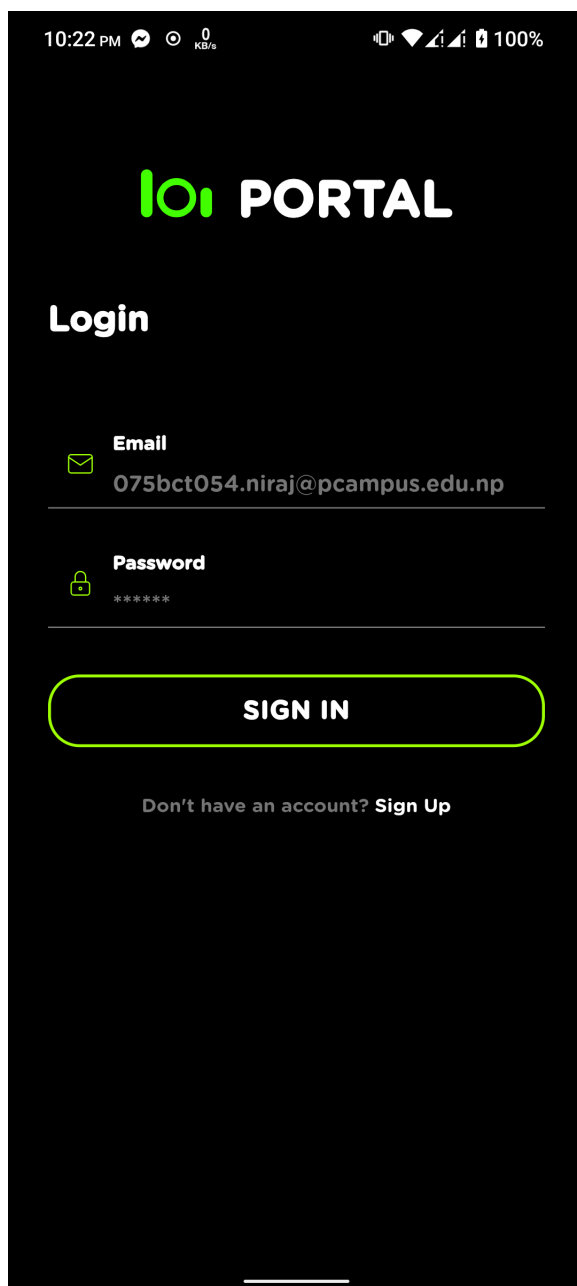 10:22 PM 0 KB/s 100%
IOI PORTAL
Login
Email
075bct054.niraj@pcampus.edu.np
Password
******
SIGN IN
Don't have an account? Sign Up